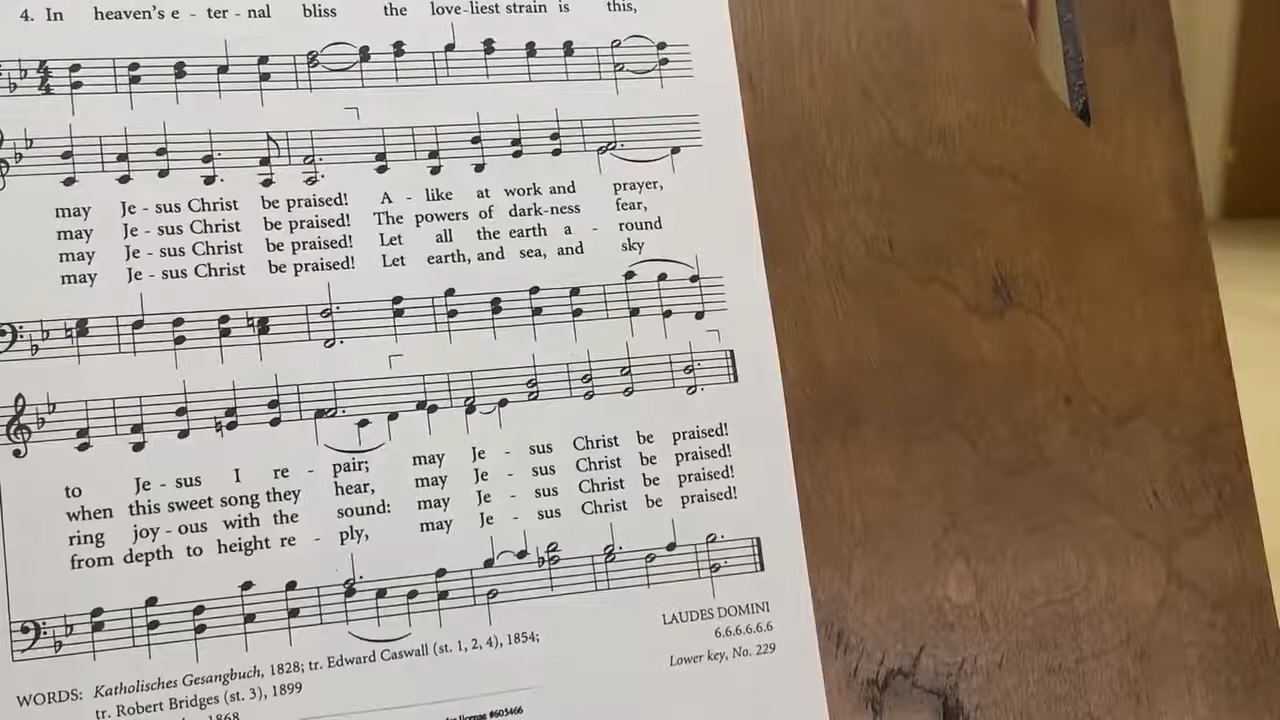 4. In heaven's e - ter - nal bliss the love - liest strain is this,
4
4
may Je - sus Christ be praised! A - like at work and prayer,
may Je - sus Christ be praised! The powers of dark - ness fear,
may Je - sus Christ be praised! Let all the earth a - round
may Je - sus Christ be praised! Let earth, and sea, and sky
to Je - sus I re - pair; may Je - sus Christ be praised!
when this sweet song they hear, may Je - sus Christ be praised!
ring joy - ous with the sound: may Je - sus Christ be praised!
from depth to height re - ply, may Je - sus Christ be praised!
WORDS: Katholisches Gesangbuch, 1828; tr. Edward Caswall (st. 1, 2, 4), 1854;
tr. Robert Bridges (st. 3), 1899
1868
LAUDES DOMINI
6.6.6.6.6.6
Lower key, No. 229
license #605466